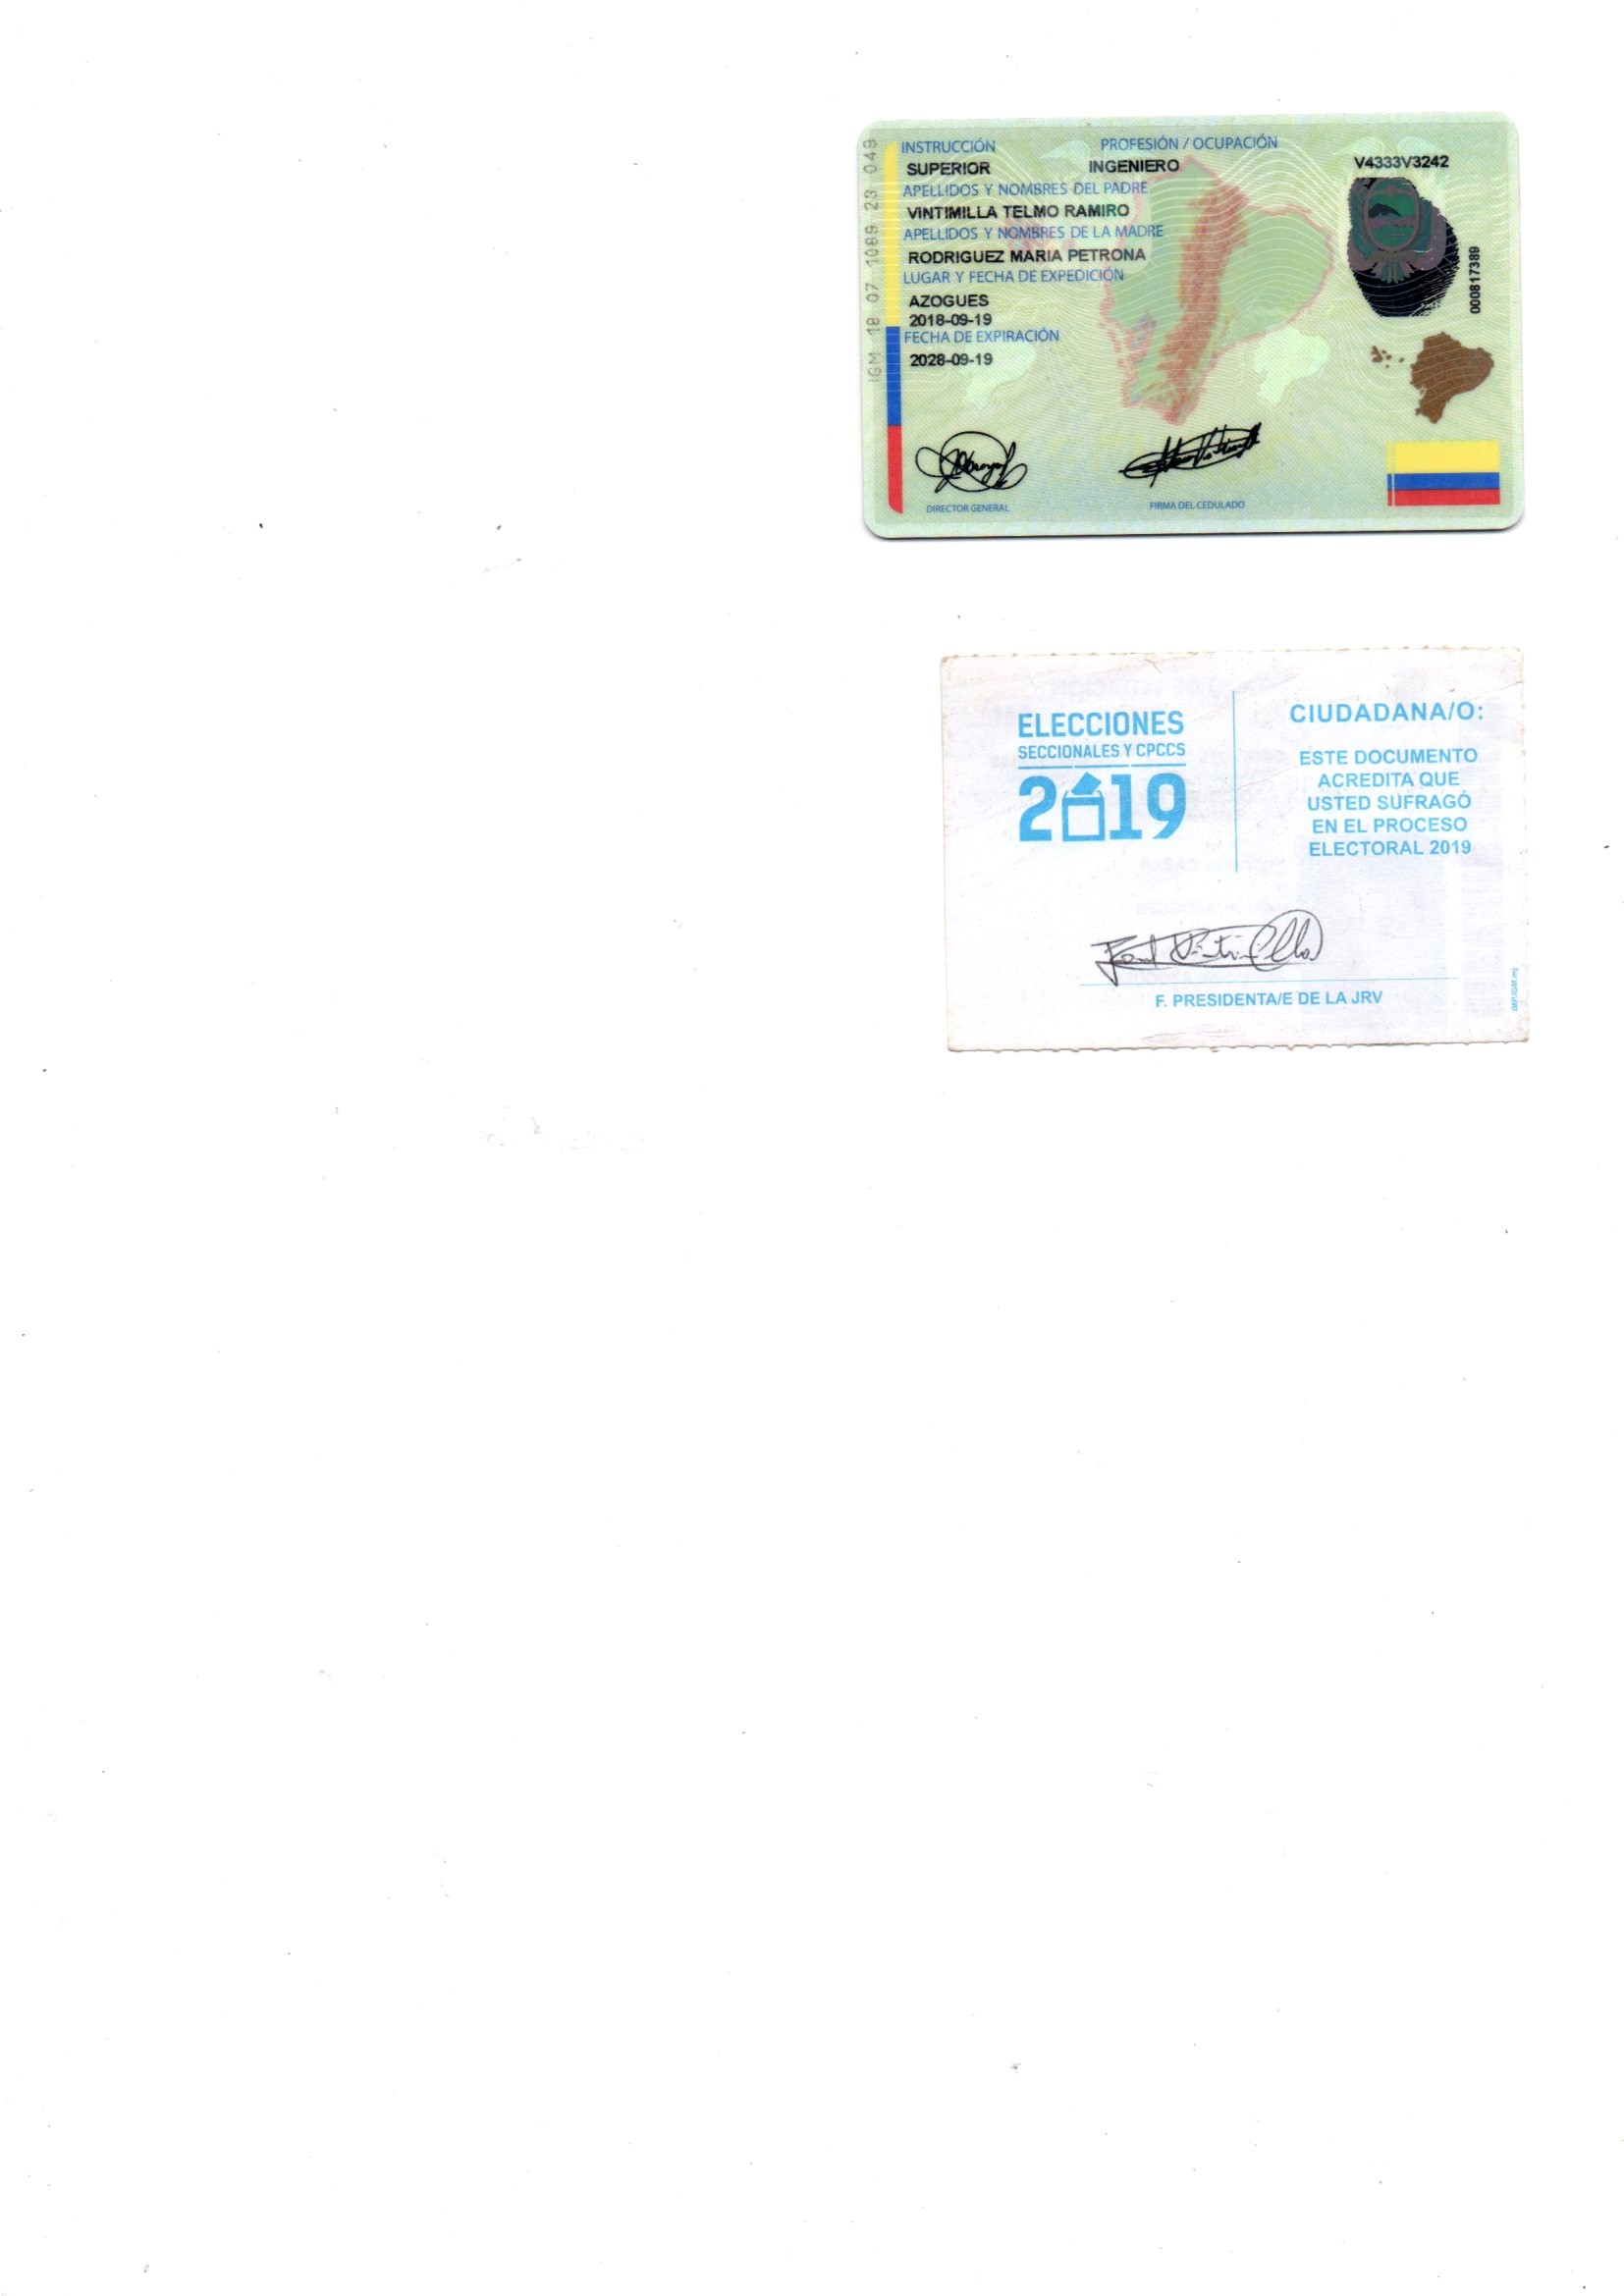 INSTRUCCIÓN PROFESIÓN / OCUPACIÓN
SUPERIOR INGENIERO V4333V3242
APELLIDOS Y NOMBRES DEL PADRE
VINTIMILLA TELMO RAMIRO
APELLIDOS Y NOMBRES DE LA MADRE
RODRIGUEZ MARIA PETRONA
LUGAR Y FECHA DE EXPEDICIÓN
AZOGUES
2018-09-19
FECHA DE EXPIRACIÓN
2028-09-19
IGM 18 07 1089 23 049
000817389
DIRECTOR GENERAL FIRMA DEL CEDULADO
ELECCIONES
SECCIONALES Y CPCCS
2019
CIUDADANA/O:
ESTE DOCUMENTO
ACREDITA QUE
USTED SUFRAGÓ
EN EL PROCESO
ELECTORAL 2019
F. PRESIDENTA/E DE LA JRV